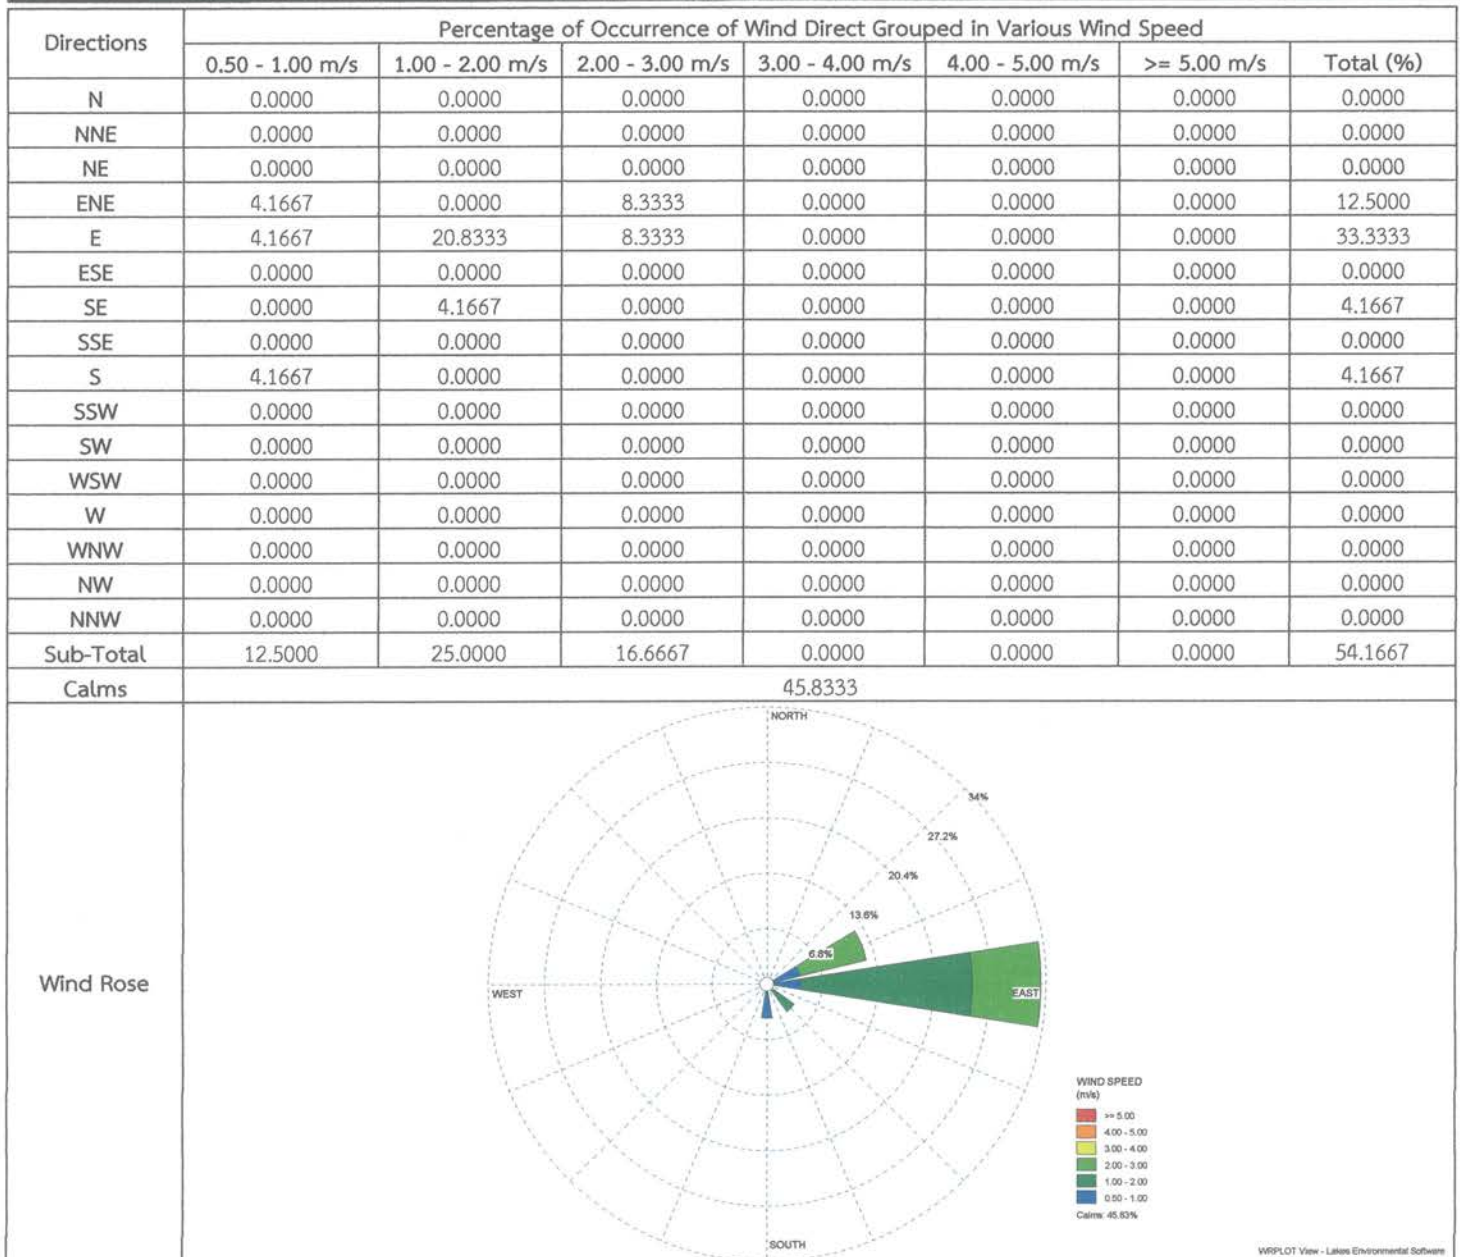 Directions Percentage of Occurrence of Wind Direct Grouped in Various Wind Speed
0.50 - 1.00 m/s 1.00 - 2.00 m/s 2.00 - 3.00 m/s 3.00 - 4.00 m/s 4.00 - 5.00 m/s >= 5.00 m/s Total (%)
N 0.0000 0.0000 0.0000 0.0000 0.0000 0.0000 0.0000
NNE 0.0000 0.0000 0.0000 0.0000 0.0000 0.0000 0.0000
NE 0.0000 0.0000 0.0000 0.0000 0.0000 0.0000 0.0000
ENE 4.1667 0.0000 8.3333 0.0000 0.0000 0.0000 12.5000
E 4.1667 20.8333 8.3333 0.0000 0.0000 0.0000 33.3333
ESE 0.0000 0.0000 0.0000 0.0000 0.0000 0.0000 0.0000
SE 0.0000 4.1667 0.0000 0.0000 0.0000 0.0000 4.1667
SSE 0.0000 0.0000 0.0000 0.0000 0.0000 0.0000 0.0000
S 4.1667 0.0000 0.0000 0.0000 0.0000 0.0000 4.1667
SSW 0.0000 0.0000 0.0000 0.0000 0.0000 0.0000 0.0000
SW 0.0000 0.0000 0.0000 0.0000 0.0000 0.0000 0.0000
WSW 0.0000 0.0000 0.0000 0.0000 0.0000 0.0000 0.0000
W 0.0000 0.0000 0.0000 0.0000 0.0000 0.0000 0.0000
WNW 0.0000 0.0000 0.0000 0.0000 0.0000 0.0000 0.0000
NW 0.0000 0.0000 0.0000 0.0000 0.0000 0.0000 0.0000
NNW 0.0000 0.0000 0.0000 0.0000 0.0000 0.0000 0.0000
Sub-Total 12.5000 25.0000 16.6667 0.0000 0.0000 0.0000 54.1667
Calms 45.8333
Wind Rose
NORTH
34%
27.2%
20.4%
13.6%
6.8%
WEST
EAST
SOUTH
WIND SPEED
(m/s)
>= 5.00
4.00 - 5.00
3.00 - 4.00
2.00 - 3.00
1.00 - 2.00
0.50 - 1.00
Calms: 45.83%
WRPLOT View - Lakes Environmental Software